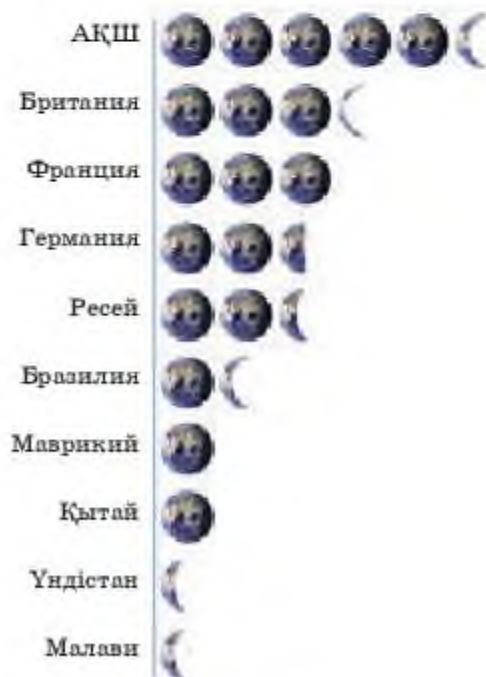 АҚШ
Британия
Франция
Германия
Ресей
Бразилия
Маврикий
Қытай
Үндістан
Малави